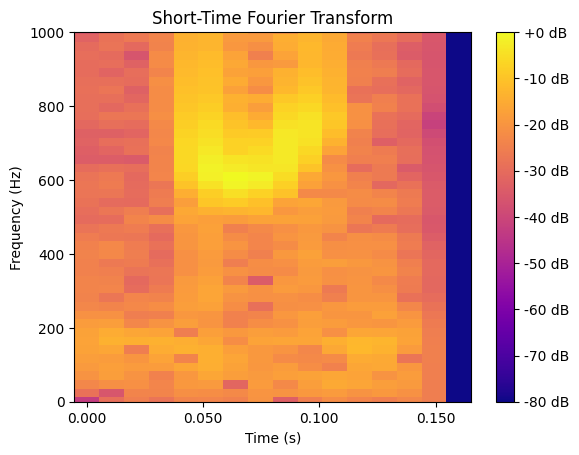 Short-Time Fourier Transform
1000
800
600
400
200
0
Frequency (Hz)
0.000
0.050
0.100
0.150
Time (s)
+0 dB
-10 dB
-20 dB
-30 dB
-40 dB
-50 dB
-60 dB
-70 dB
-80 dB